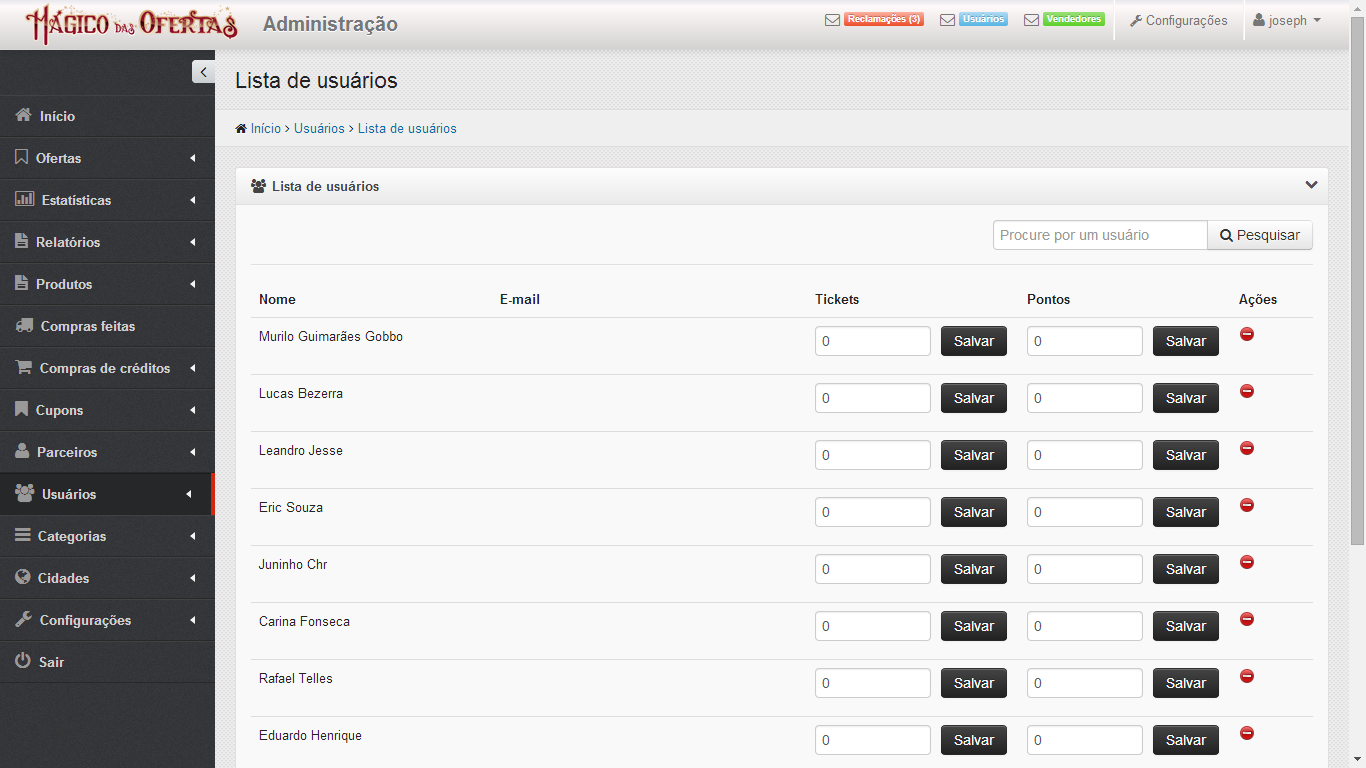 MÁGICO DAS OFERTAS
Administração
Reclamações (3)
Usuários
Vendedores
Configurações
joseph
Início
Ofertas
Estatísticas
Relatórios
Produtos
Compras feitas
Compras de créditos
Cupons
Parceiros
Usuários
Categorias
Cidades
Configurações
Sair
Lista de usuários
Início > Usuários > Lista de usuários
Lista de usuários
Procure por um usuário Pesquisar
Nome E-mail Tickets Pontos Ações
Murilo Guimarães Gobbo 0 Salvar 0 Salvar
Lucas Bezerra 0 Salvar 0 Salvar
Leandro Jesse 0 Salvar 0 Salvar
Eric Souza 0 Salvar 0 Salvar
Juninho Chr 0 Salvar 0 Salvar
Carina Fonseca 0 Salvar 0 Salvar
Rafael Telles 0 Salvar 0 Salvar
Eduardo Henrique 0 Salvar 0 Salvar